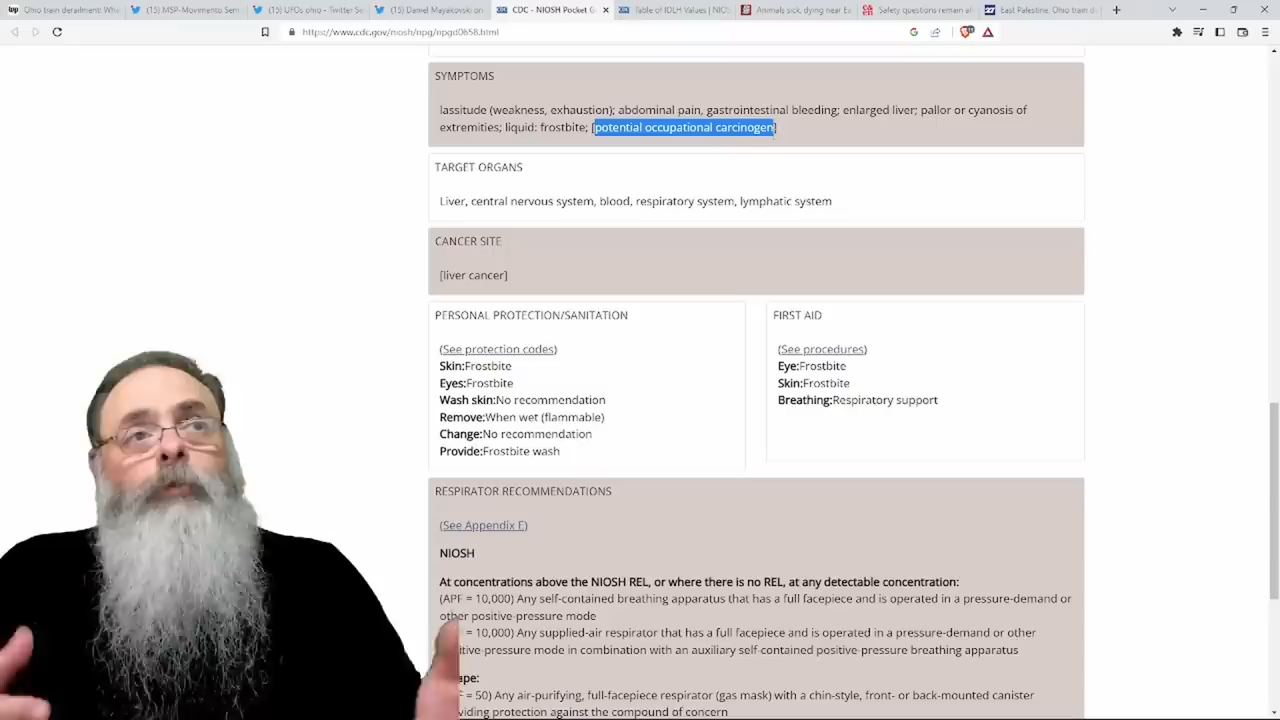 Ohio train derailment: Wh
(15) MSP-Movimento Sem
(15) UFOs ohio - Twitter Se
(15) Daniel Mayakovski on
CDC - NIOSH Pocket G
Table of IDLH Values | NIOS
Animals sick, dying near Ea
Safety questions remain af
East Palestine, Ohio train d
https://www.cdc.gov/niosh/npg/npgd0658.html
SYMPTOMS
lassitude (weakness, exhaustion); abdominal pain, gastrointestinal bleeding; enlarged liver; pallor or cyanosis of
extremities; liquid: frostbite; [potential occupational carcinogen]
TARGET ORGANS
Liver, central nervous system, blood, respiratory system, lymphatic system
CANCER SITE
[liver cancer]
PERSONAL PROTECTION/SANITATION
(See protection codes)
Skin:Frostbite
Eyes:Frostbite
Wash skin:No recommendation
Remove:When wet (flammable)
Change:No recommendation
Provide:Frostbite wash
FIRST AID
(See procedures)
Eye:Frostbite
Skin:Frostbite
Breathing:Respiratory support
RESPIRATOR RECOMMENDATIONS
(See Appendix E)
NIOSH
At concentrations above the NIOSH REL, or where there is no REL, at any detectable concentration:
(APF = 10,000) Any self-contained breathing apparatus that has a full facepiece and is operated in a pressure-demand or
other positive-pressure mode
= 10,000) Any supplied-air respirator that has a full facepiece and is operated in a pressure-demand or other
itive-pressure mode in combination with an auxiliary self-contained positive-pressure breathing apparatus
ape:
F = 50) Any air-purifying, full-facepiece respirator (gas mask) with a chin-style, front- or back-mounted canister
viding protection against the compound of concern